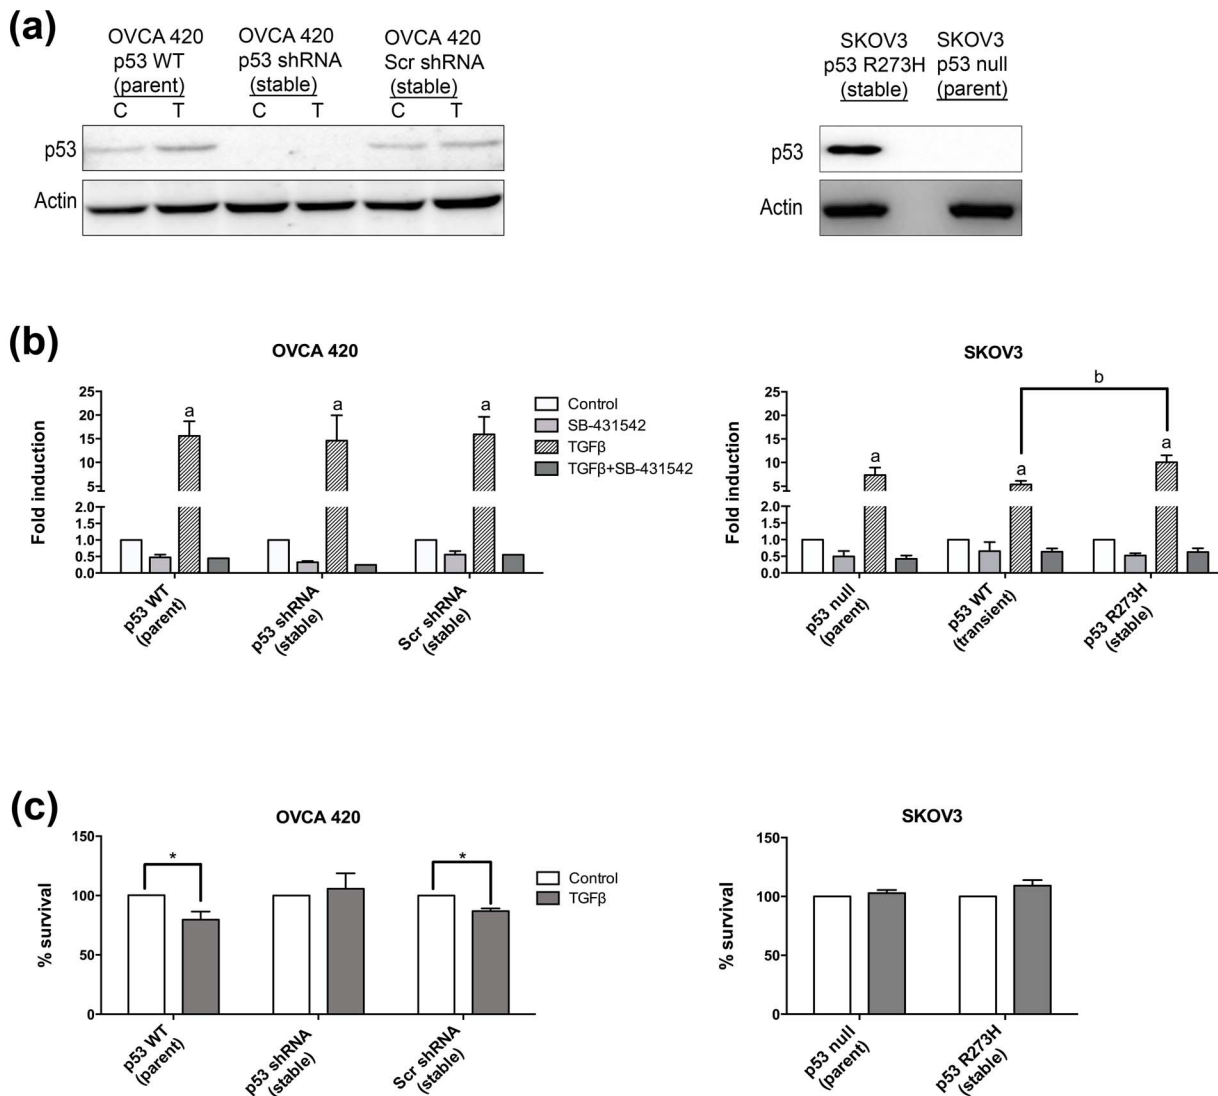 (a)
OVCA 420
p53 WT
(parent)
C T
OVCA 420
p53 shRNA
(stable)
C T
OVCA 420
Scr shRNA
(stable)
C T
p53
Actin
SKOV3
p53 R273H
(stable)
SKOV3
p53 null
(parent)
p53
Actin
(b)
OVCA 420
Fold induction
25
20
15
10
5
2.0
1.5
1.0
0.5
0.0
a
a
a
p53 WT
(parent)
p53 shRNA
(stable)
Scr shRNA
(stable)
Control
SB-431542
TGFβ
TGFβ+SB-431542
SKOV3
Fold induction
25
20
15
10
5
2.0
1.5
1.0
0.5
0.0
a
a
a
b
p53 null
(parent)
p53 WT
(transient)
p53 R273H
(stable)
(c)
OVCA 420
% survival
150
100
50
0
*
*
p53 WT
(parent)
p53 shRNA
(stable)
Scr shRNA
(stable)
Control
TGFβ
SKOV3
% survival
150
100
50
0
p53 null
(parent)
p53 R273H
(stable)